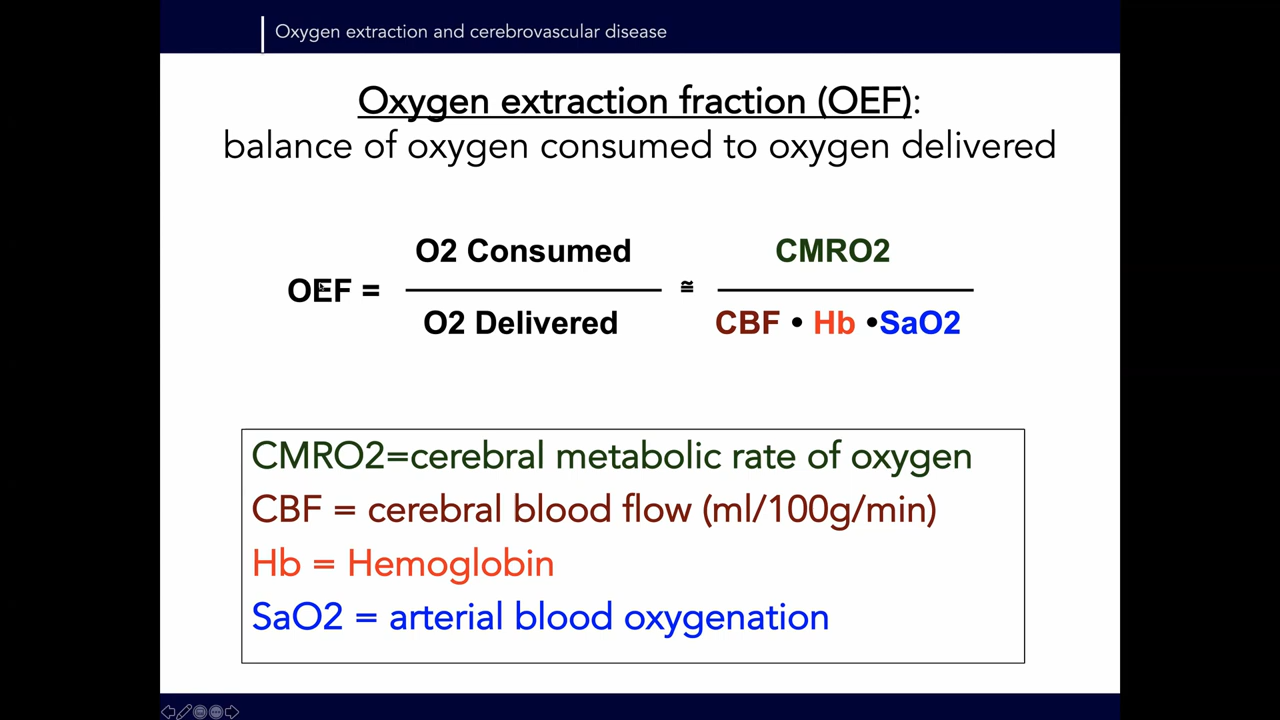 Oxygen extraction and cerebrovascular disease
Oxygen extraction fraction (OEF):
balance of oxygen consumed to oxygen delivered
OEF = O2 Consumed / O2 Delivered ≅ CMRO2 / CBF • Hb •SaO2
CMRO2=cerebral metabolic rate of oxygen
CBF = cerebral blood flow (ml/100g/min)
Hb = Hemoglobin
SaO2 = arterial blood oxygenation